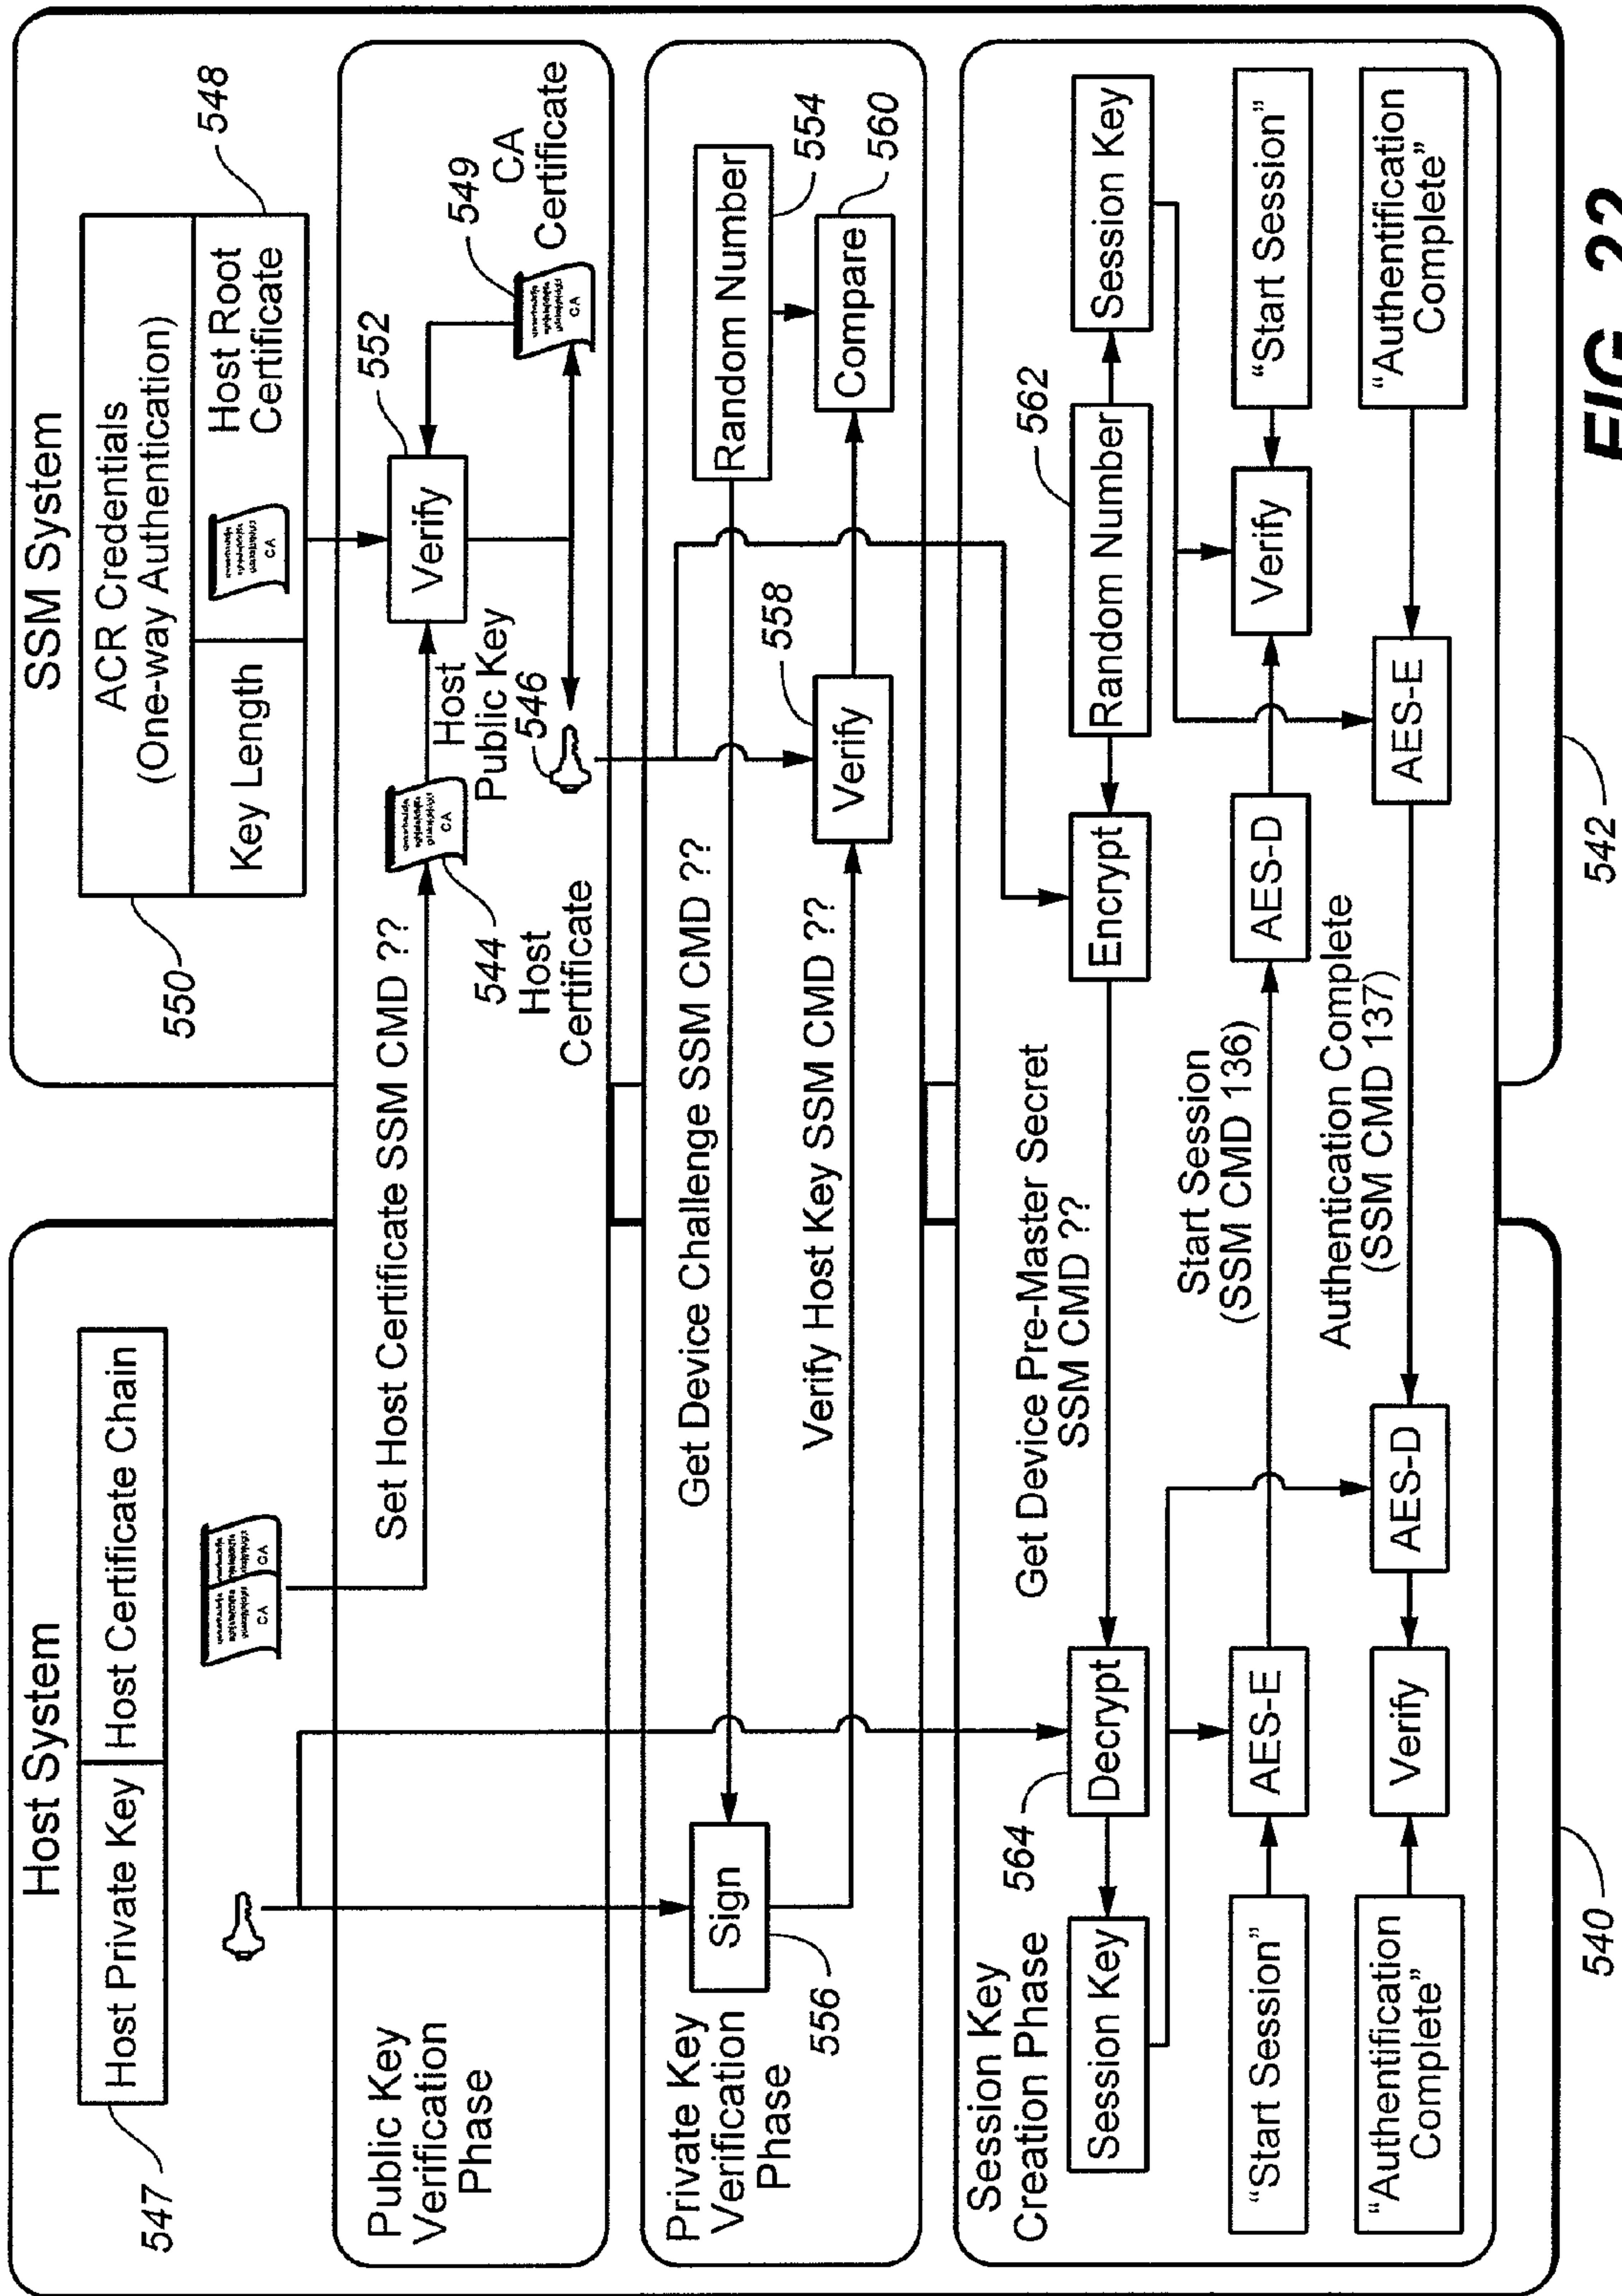 Host System
Host Private Key
Host Certificate Chain
547
SSM System
ACR Credentials
(One-way Authentication)
Key Length
Host Root
Certificate
CA
548
550
CA
CA
Public Key
Verification
Phase
Set Host Certificate SSM CMD ??
CA
544
Host
Certificate
Host
Public Key
546
Verify
552
CA
549
CA
Certificate
Private Key
Verification
Phase
Sign
556
Get Device Challenge SSM CMD ??
Verify Host Key SSM CMD ??
Verify
558
Random Number
554
Compare
560
Session Key
Creation Phase
Session Key
564
Decrypt
Get Device Pre-Master Secret
SSM CMD ??
Encrypt
Random Number
562
Session Key
"Start Session"
AES-E
Start Session
(SSM CMD 136)
AES-D
Verify
"Start Session"
"Authentification
Complete"
Verify
AES-D
Authentication Complete
(SSM CMD 137)
AES-E
"Authentification
Complete"
540
542
FIG. 22